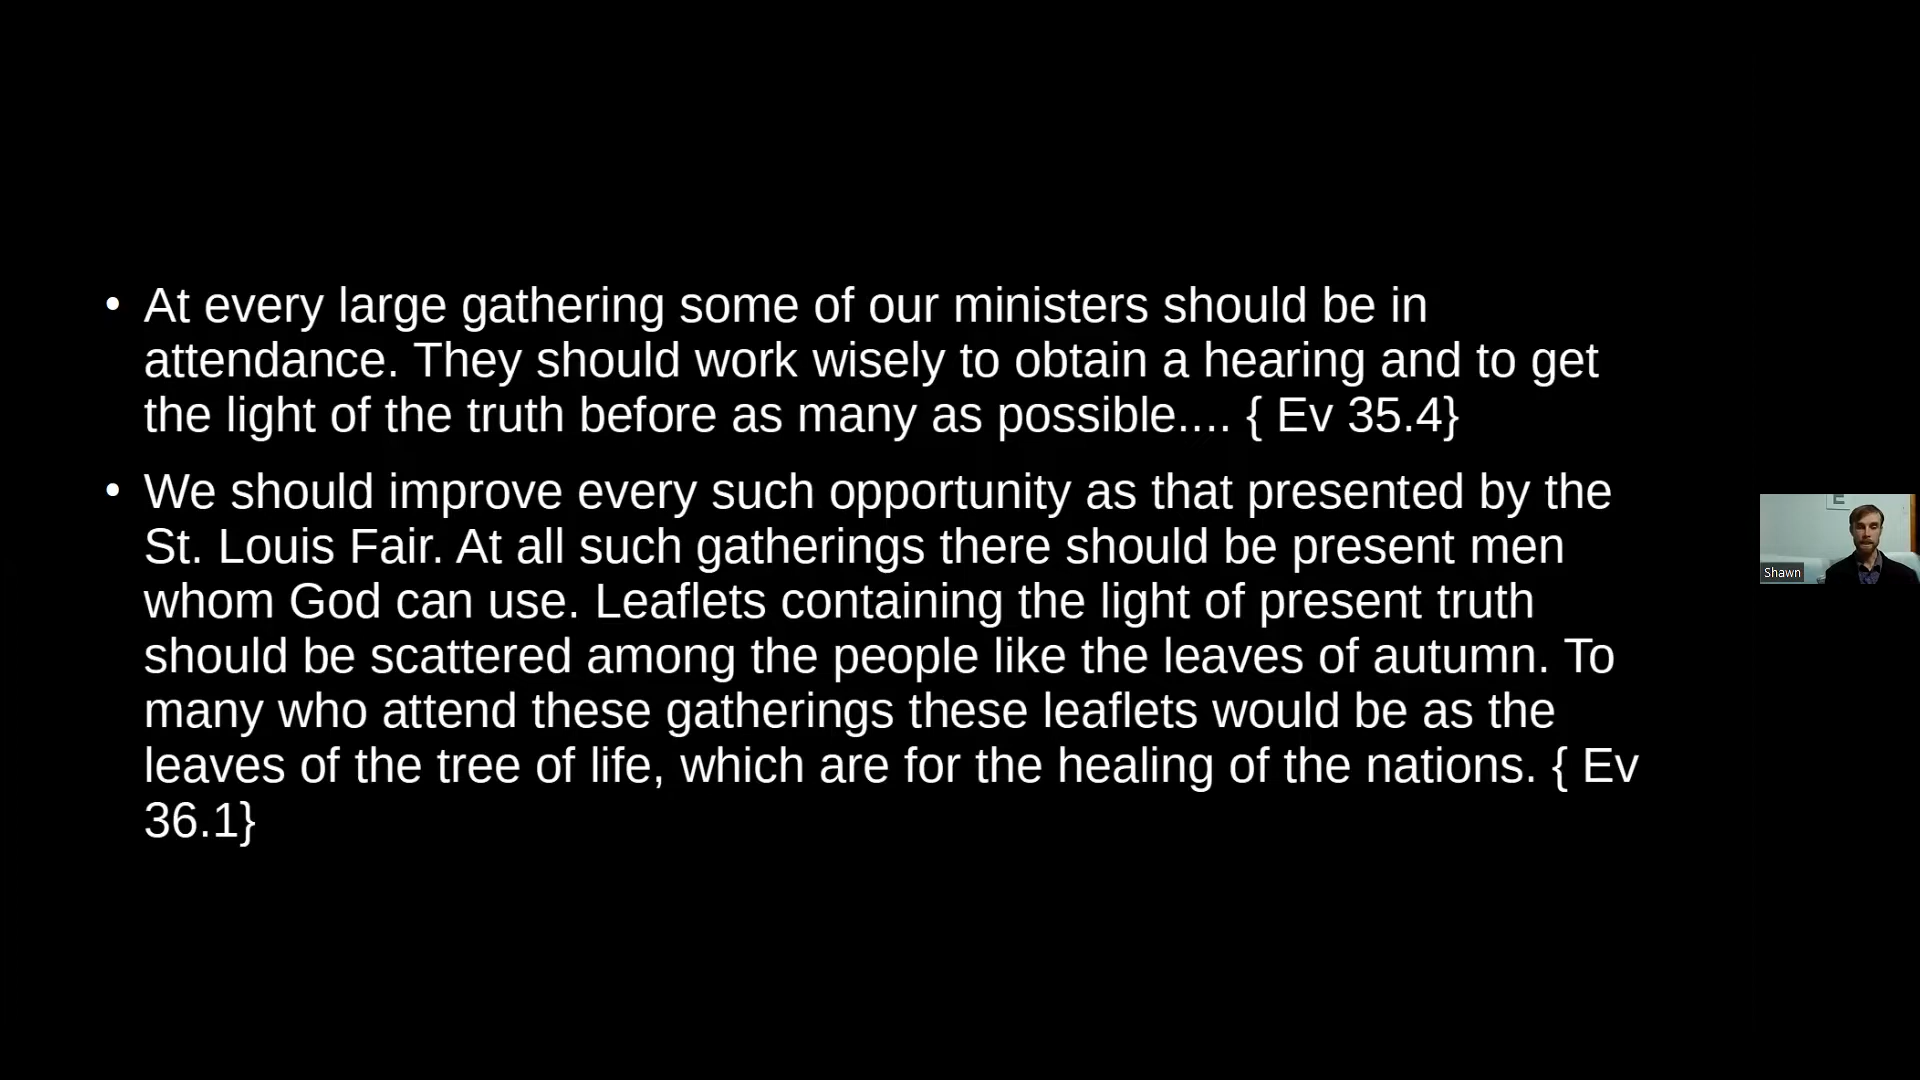 • At every large gathering some of our ministers should be in
attendance. They should work wisely to obtain a hearing and to get
the light of the truth before as many as possible.... { Ev 35.4}
• We should improve every such opportunity as that presented by the
St. Louis Fair. At all such gatherings there should be present men
whom God can use. Leaflets containing the light of present truth
should be scattered among the people like the leaves of autumn. To
many who attend these gatherings these leaflets would be as the
leaves of the tree of life, which are for the healing of the nations. { Ev
36.1}
E
Shawn